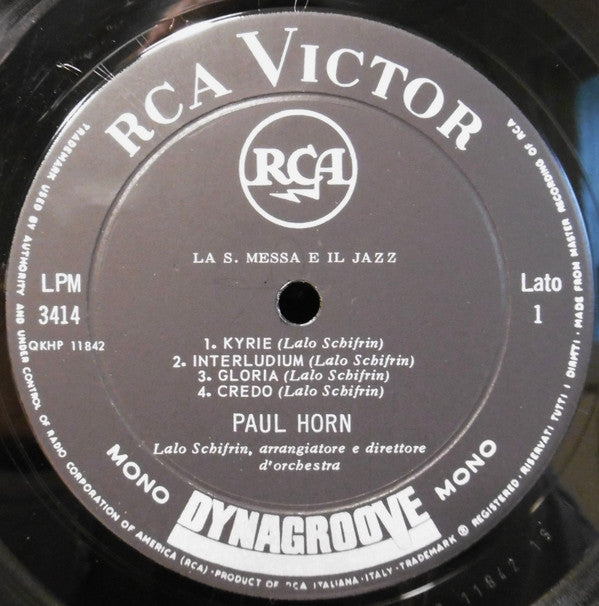 RCA VICTOR
RCA
LA S. MESSA E IL JAZZ
LPM
3414
QKHP 11842
Lato
1
1. KYRIE (Lalo Schifrin)
2. INTERLUDIUM (Lalo Schifrin)
3. GLORIA (Lalo Schifrin)
4. CREDO (Lalo Schifrin)
PAUL HORN
Lalo Schifrin, arrangiatore e direttore
d'orchestra
MONO DYNAGROOVE MONO
TRADEMARK USED BY AUTHORITY AND UNDER CONTROL OF RADIO CORPORATION OF AMERICA (RCA) · PRODUCT OF RCA ITALIANA · ITALY · TRADEMARK ® REGISTERED · RISERVATI TUTTI I DIRITTI · MADE FROM MASTER RECORDING OF RCA
11842 19